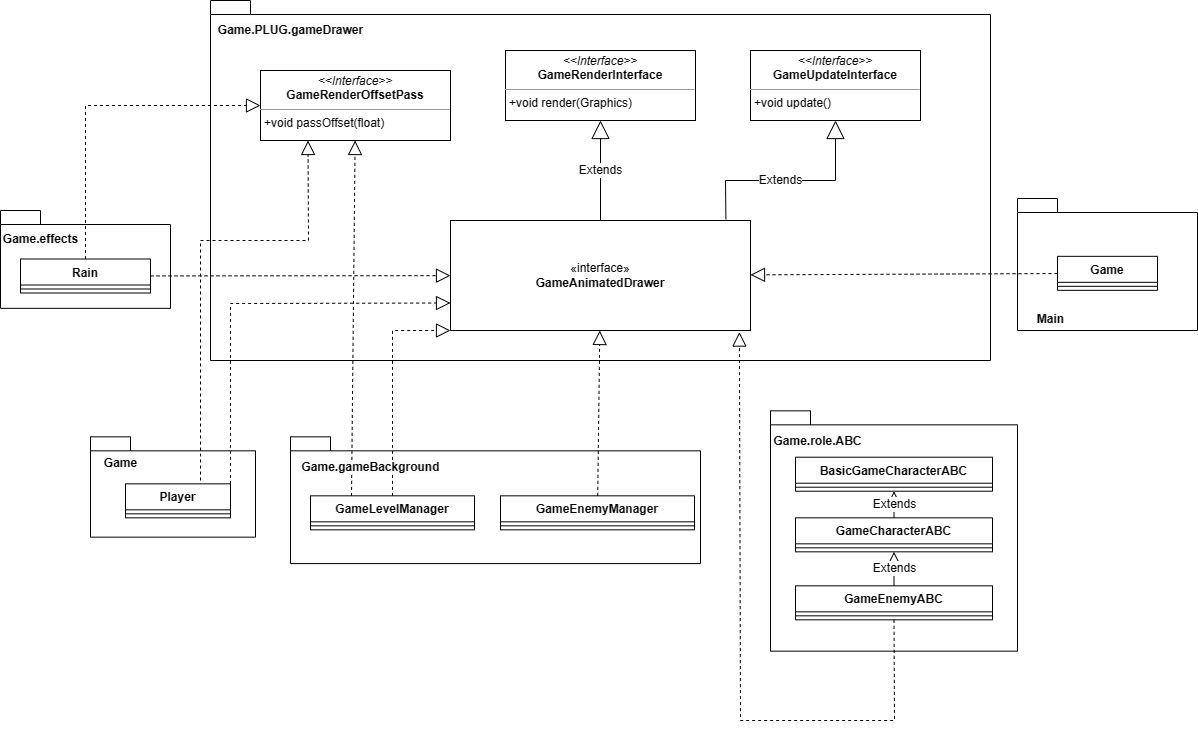 Game.PLUG.gameDrawer
<<Interface>>
GameRenderOffsetPass
+void passOffset(float)
<<Interface>>
GameRenderInterface
+void render(Graphics)
<<Interface>>
GameUpdateInterface
+void update()
Extends
Extends
Game.effects
Rain
«interface»
GameAnimatedDrawer
Game
Main
Game
Player
Game.gameBackground
GameLevelManager
GameEnemyManager
Game.role.ABC
BasicGameCharacterABC
Extends
GameCharacterABC
Extends
GameEnemyABC